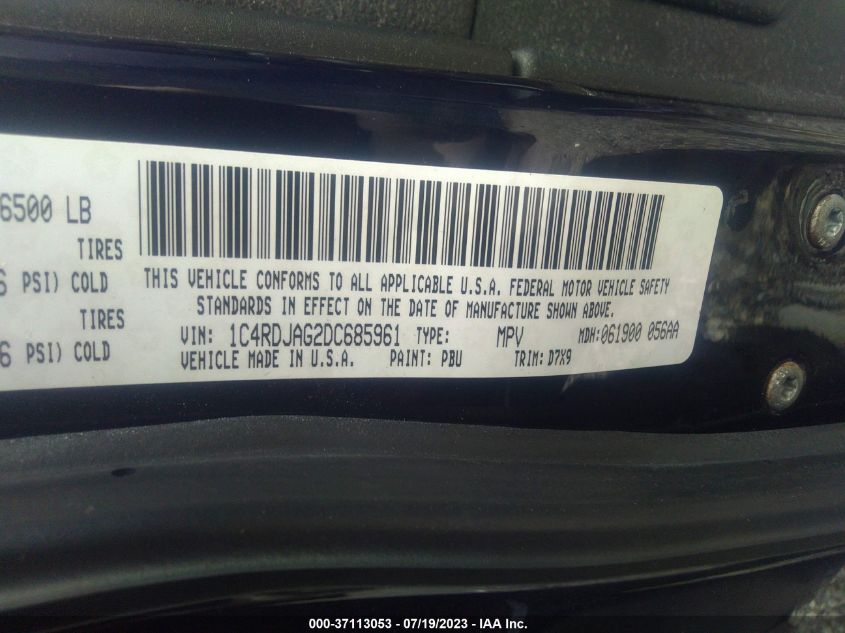 6500 LB
TIRES
6 PSI) COLD
TIRES
6 PSI) COLD
THIS VEHICLE CONFORMS TO ALL APPLICABLE U.S.A. FEDERAL MOTOR VEHICLE SAFETY
STANDARDS IN EFFECT ON THE DATE OF MANUFACTURE SHOWN ABOVE.
VIN: 1C4RDJAG2DC685961 TYPE: MPV MDH:061900 056AA
VEHICLE MADE IN U.S.A. PAINT: PBU TRIM: D7X9
000-37113053 - 07/19/2023 - IAA Inc.